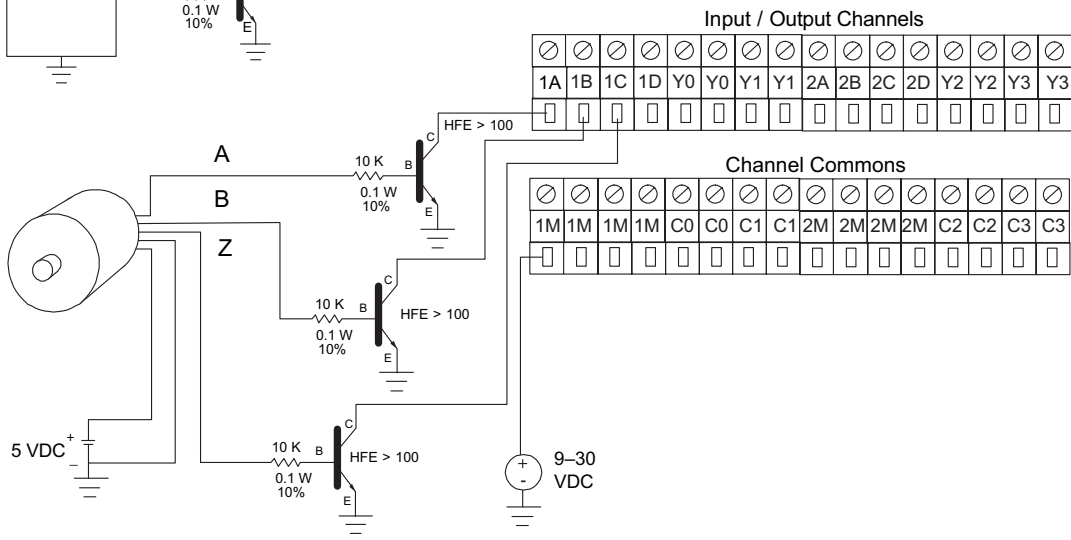 0.1 W
10%
E
Input / Output Channels
1A 1B 1C 1D Y0 Y0 Y1 Y1 2A 2B 2C 2D Y2 Y2 Y3 Y3
C
HFE > 100
A
10 K
B
0.1 W
10%
E
Channel Commons
1M 1M 1M 1M C0 C0 C1 C1 2M 2M 2M 2M C2 C2 C3 C3
B
Z
C
10 K
B
HFE > 100
0.1 W
10%
E
C
10 K
B
HFE > 100
0.1 W
10%
E
5 VDC
+
–
+
-
9–30
VDC